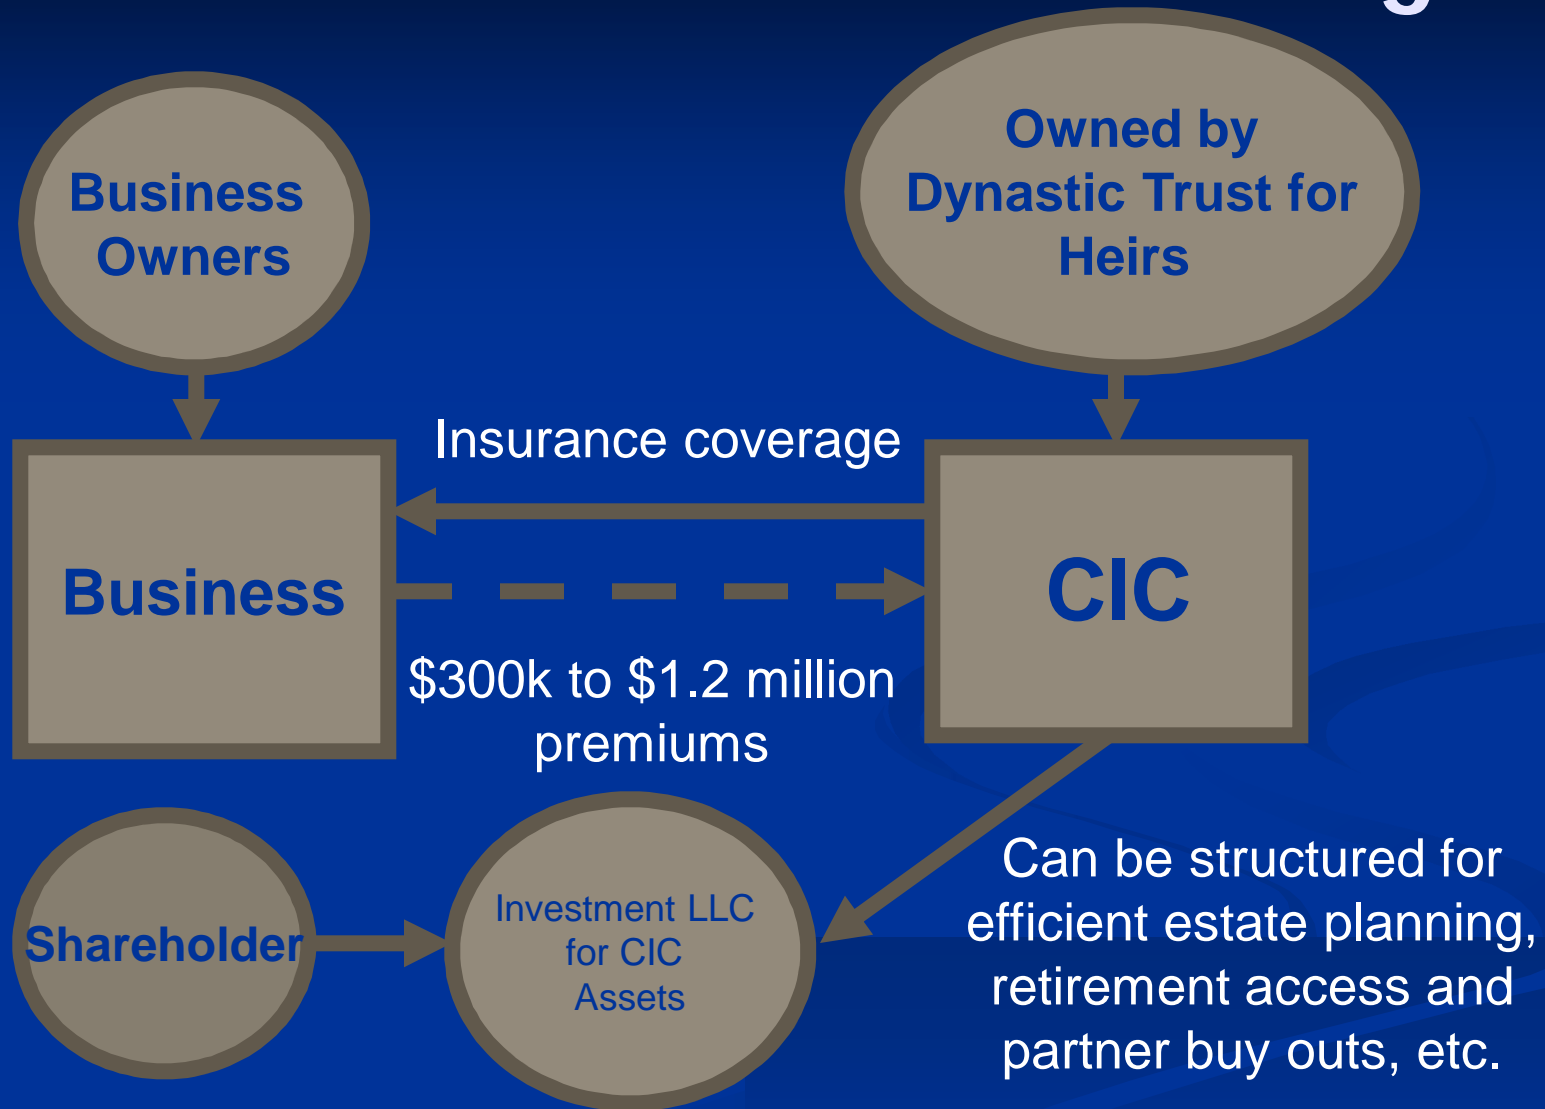 Business
Owners
Owned by
Dynastic Trust for
Heirs
Insurance coverage
Business
CIC
$300k to $1.2 million
premiums
Shareholder
Investment LLC
for CIC
Assets
Can be structured for
efficient estate planning,
retirement access and
partner buy outs, etc.